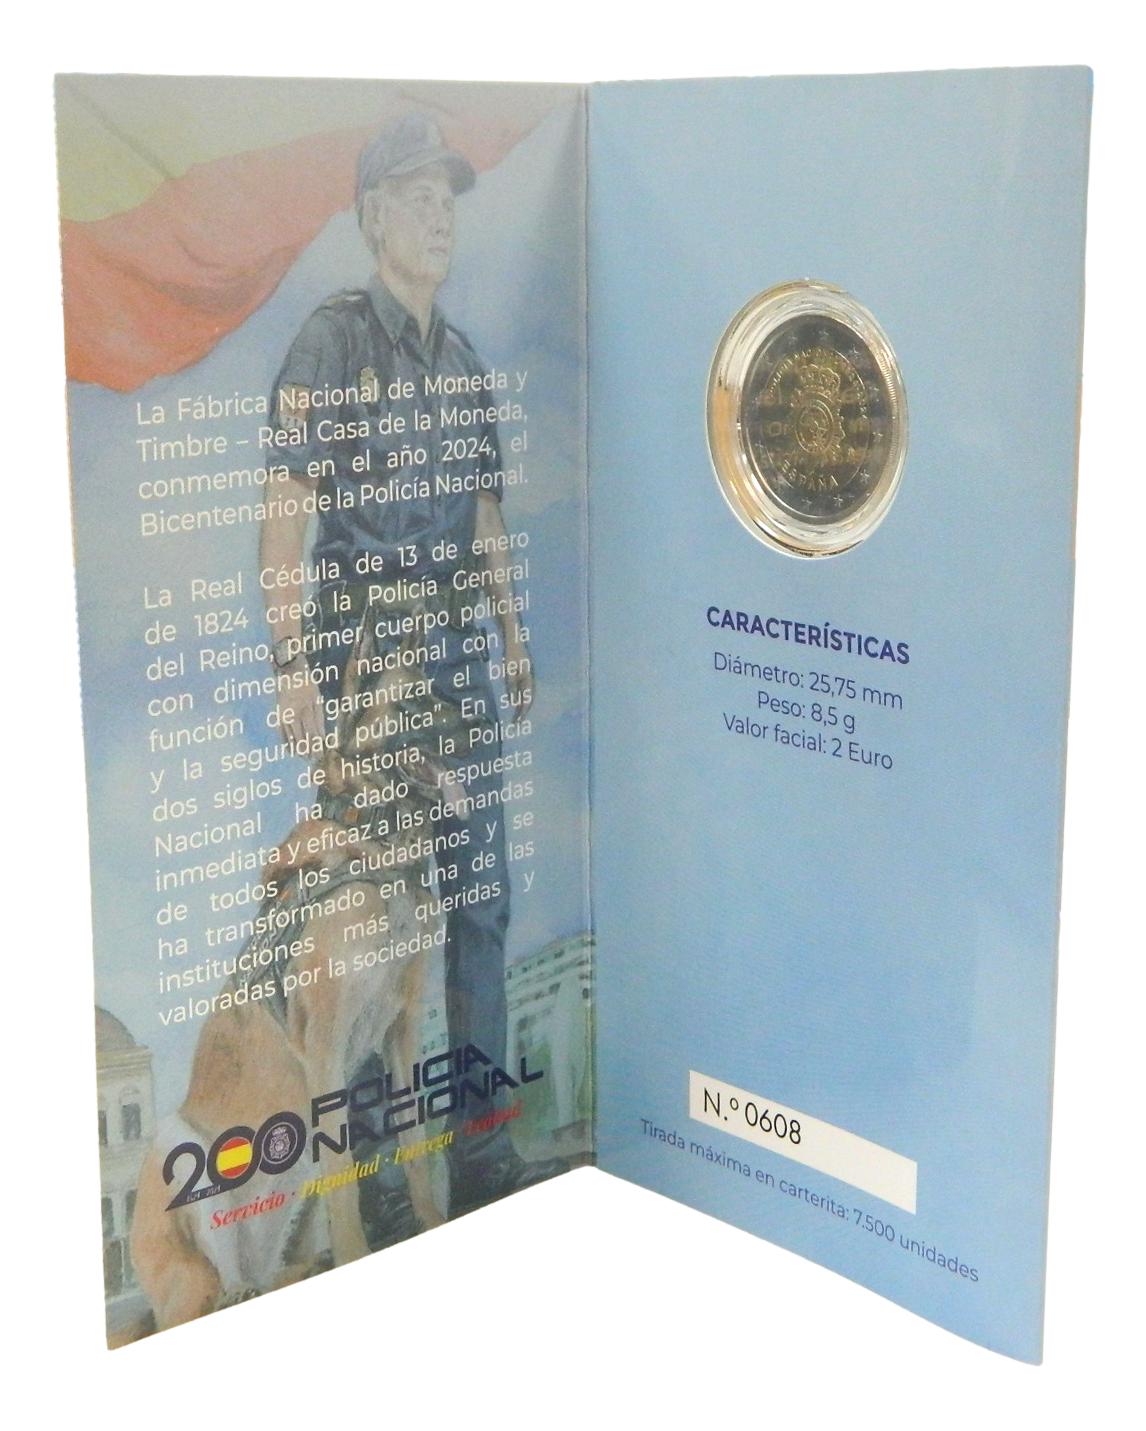 La Fábrica Nacional de Moneda y
Timbre – Real Casa de la Moneda,
conmemora en el año 2024, el
Bicentenario de la Policía Nacional.
La Real Cédula de 13 de enero
de 1824 creó la Policía General
del Reino, primer cuerpo policial
con dimensión nacional con la
función de “garantizar el bien
y la seguridad pública”. En sus
dos siglos de historia, la Policía
Nacional ha dado respuesta
inmediata y eficaz a las demandas
de todos los ciudadanos y se
ha transformado en una de las
instituciones más queridas y
valoradas por la sociedad.
200 POLICIA
NACIONAL
Servicio · Dignidad · Entrega · Lealtad
ESPAÑA
CARACTERÍSTICAS
Diámetro: 25,75 mm
Peso: 8,5 g
Valor facial: 2 Euro
N.º 0608
Tirada máxima en carterita: 7.500 unidades